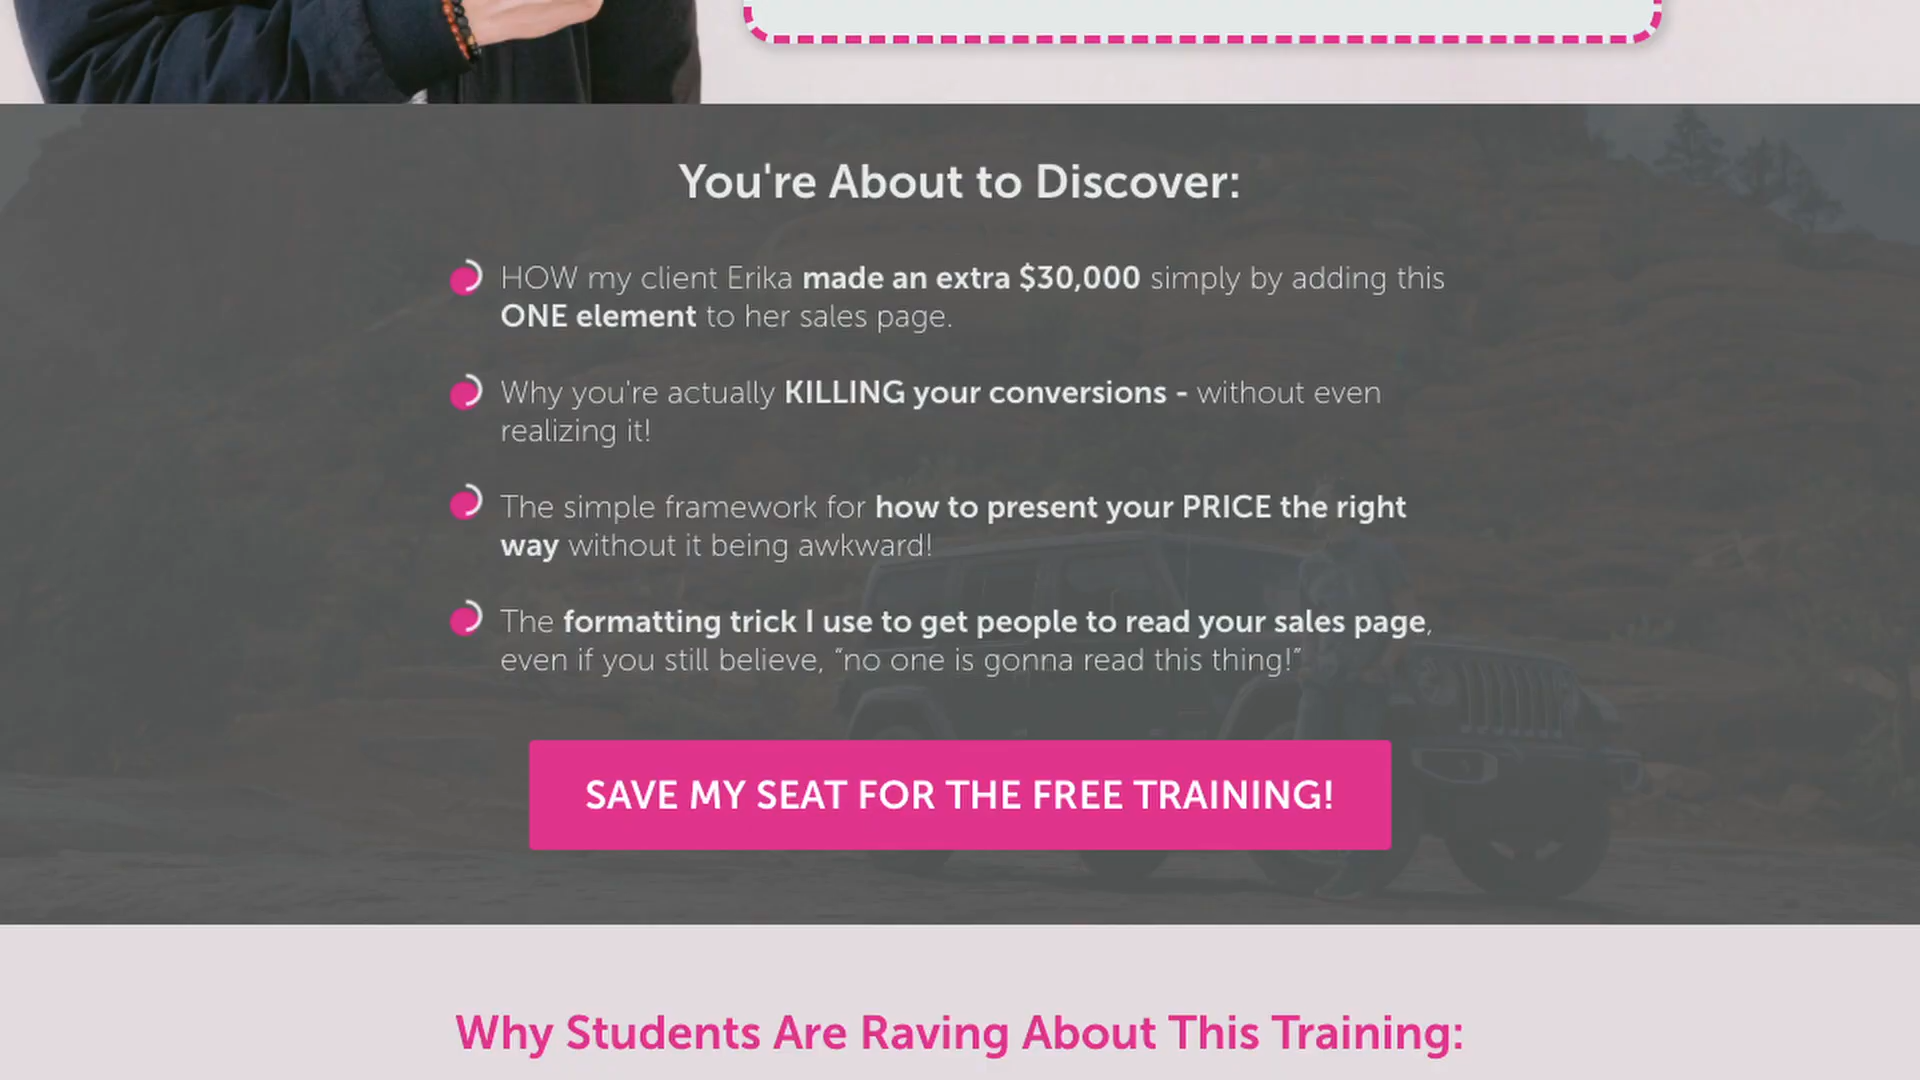 You're About to Discover:
HOW my client Erika made an extra $30,000 simply by adding this
ONE element to her sales page.
Why you're actually KILLING your conversions - without even
realizing it!
The simple framework for how to present your PRICE the right
way without it being awkward!
The formatting trick I use to get people to read your sales page,
even if you still believe, “no one is gonna read this thing!”
SAVE MY SEAT FOR THE FREE TRAINING!
Why Students Are Raving About This Training: